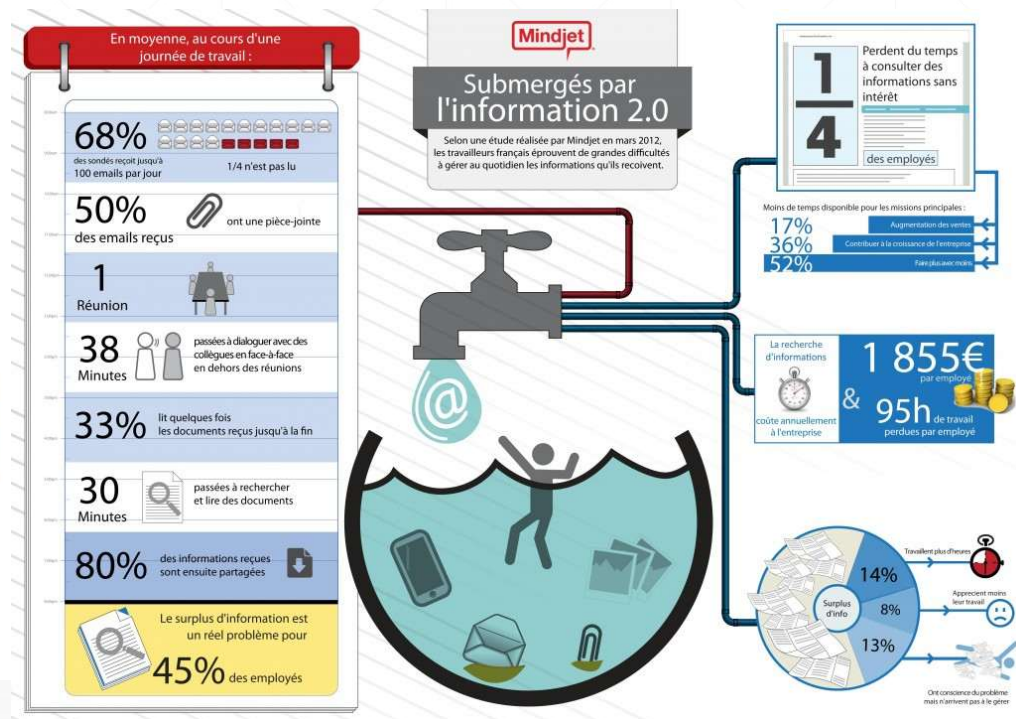 En moyenne, au cours d'une
journée de travail :
68%
des sondés reçoit jusqu'à
100 emails par jour
1/4 n'est pas lu
50%
des emails reçus
ont une pièce-jointe
1
Réunion
38
Minutes
passées à dialoguer avec des
collègues en face-à-face
en dehors des réunions
33%
lit quelques fois
les documents reçus jusqu'à la fin
30
Minutes
passées à rechercher
et lire des documents
80%
des informations reçues
sont ensuite partagées
Le surplus d'information est
un réel problème pour
45% des employés
Mindjet
Submergés par
l'information 2.0
Selon une étude réalisée par Mindjet en mars 2012,
les travailleurs français éprouvent de grandes difficultés
à gérer au quotidien les informations qu'ils recoivent.
@
1
4
Perdent du temps
à consulter des
informations sans
intérêt
des employés
Moins de temps disponible pour les missions principales :
17% Augmentation des ventes
36% Contribuer à la croissance de l'entreprise
52% Faire plus avec moins
La recherche
d'informations
coûte annuellement
à l'entreprise
&
1 855€
par employé
95h de travail
perdues par employé
Surplus
d'info
14%
8%
13%
Travaillent plus d'heures
Apprecient moins
leur travail
Ont conscience du problème
mais n'arrivent pas à le gérer